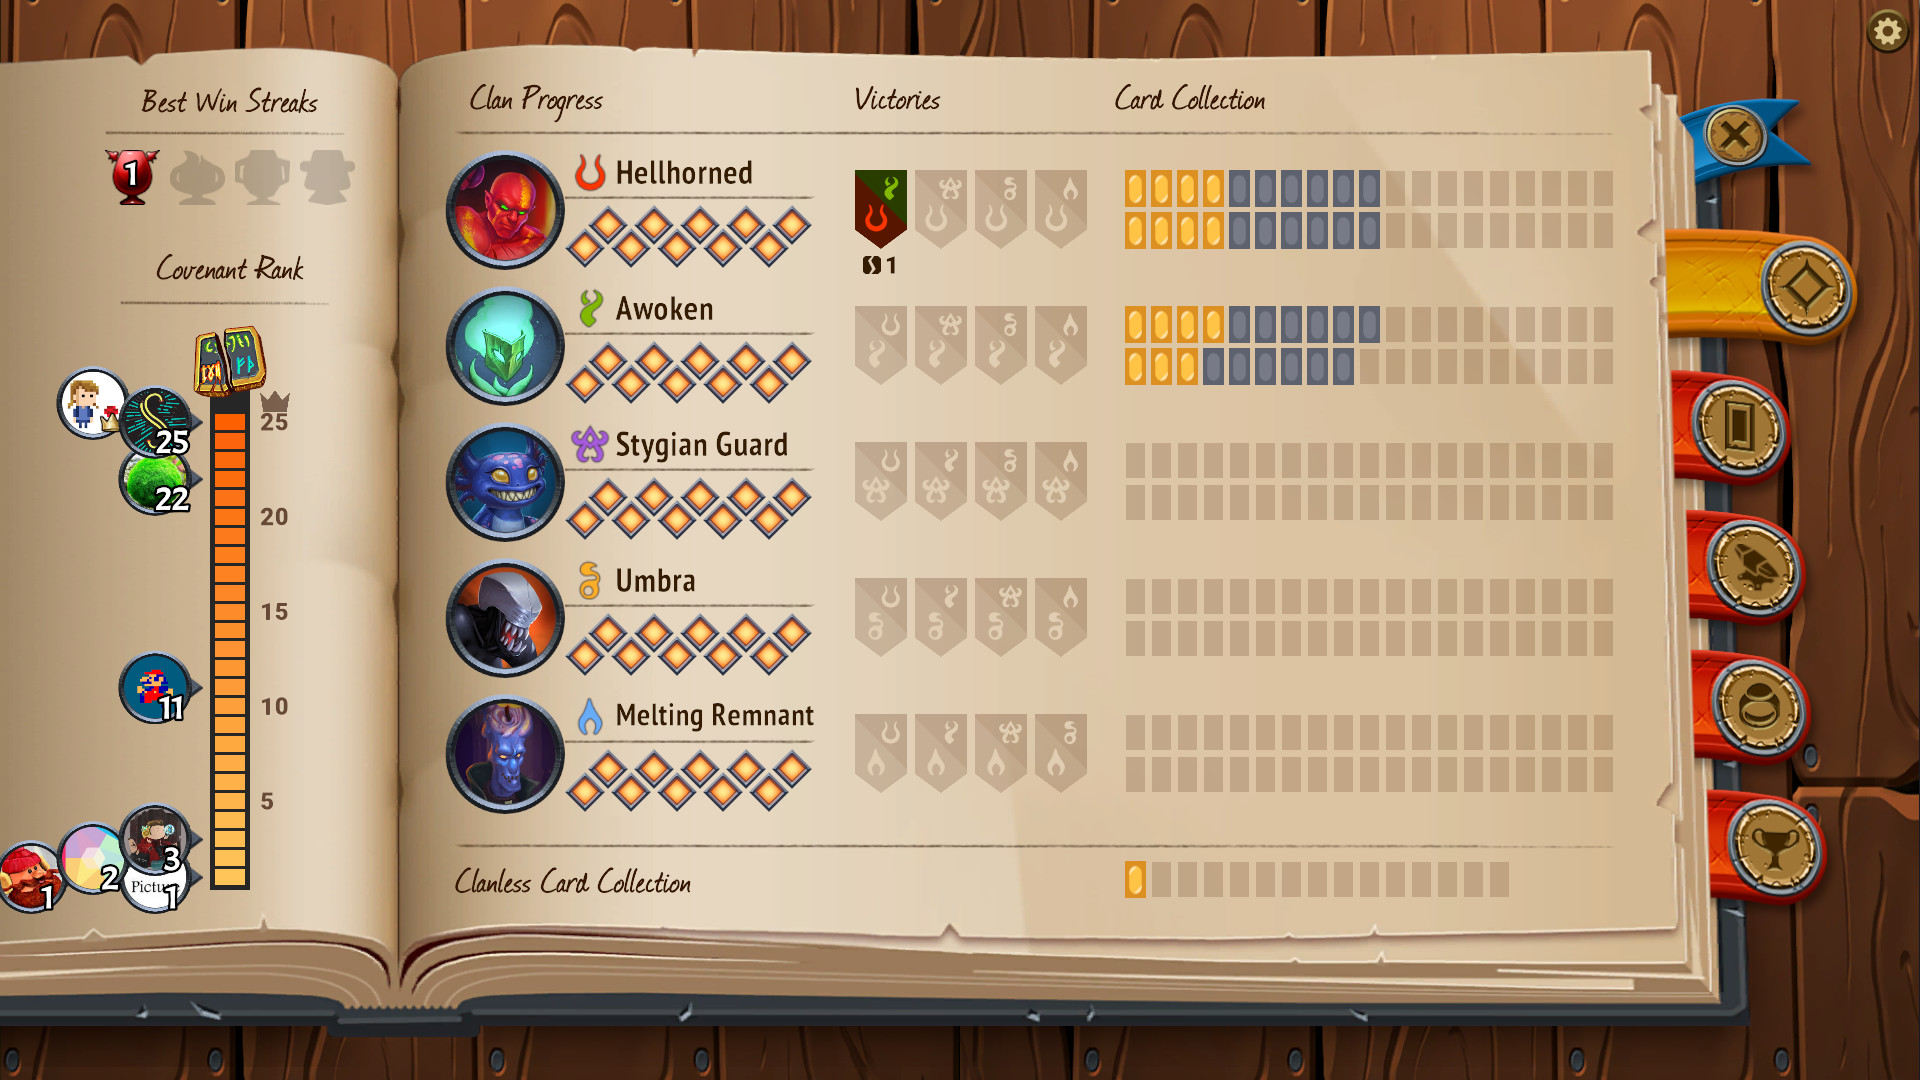 Best Win Streaks
1
Covenant Rank
25
25
22
20
15
11
10
5
3
2
1
Pictu
1
Clan Progress
Victories
Card Collection
Hellhorned
1
Awoken
Stygian Guard
Umbra
Melting Remnant
Clanless Card Collection